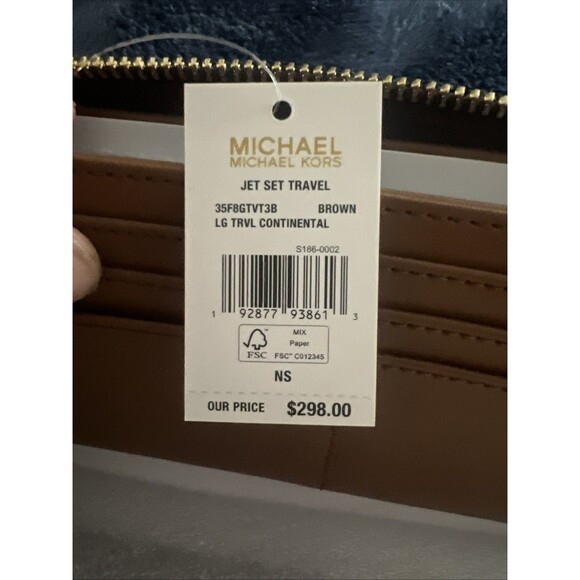 MICHAEL
MICHAEL KORS
JET SET TRAVEL
35F8GTVT3B BROWN
LG TRVL CONTINENTAL
S186-0002
1 92877 93861 3
FSC
MIX
Paper
FSC™ C012345
NS
OUR PRICE $298.00